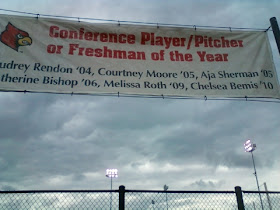 Conference Player/Pitcher
or Freshman of the Year
udrey Rendon '04, Courtney Moore '05, Aja Sherman '85
therine Bishop '06, Melissa Roth '09, Chelsea Bemis '10